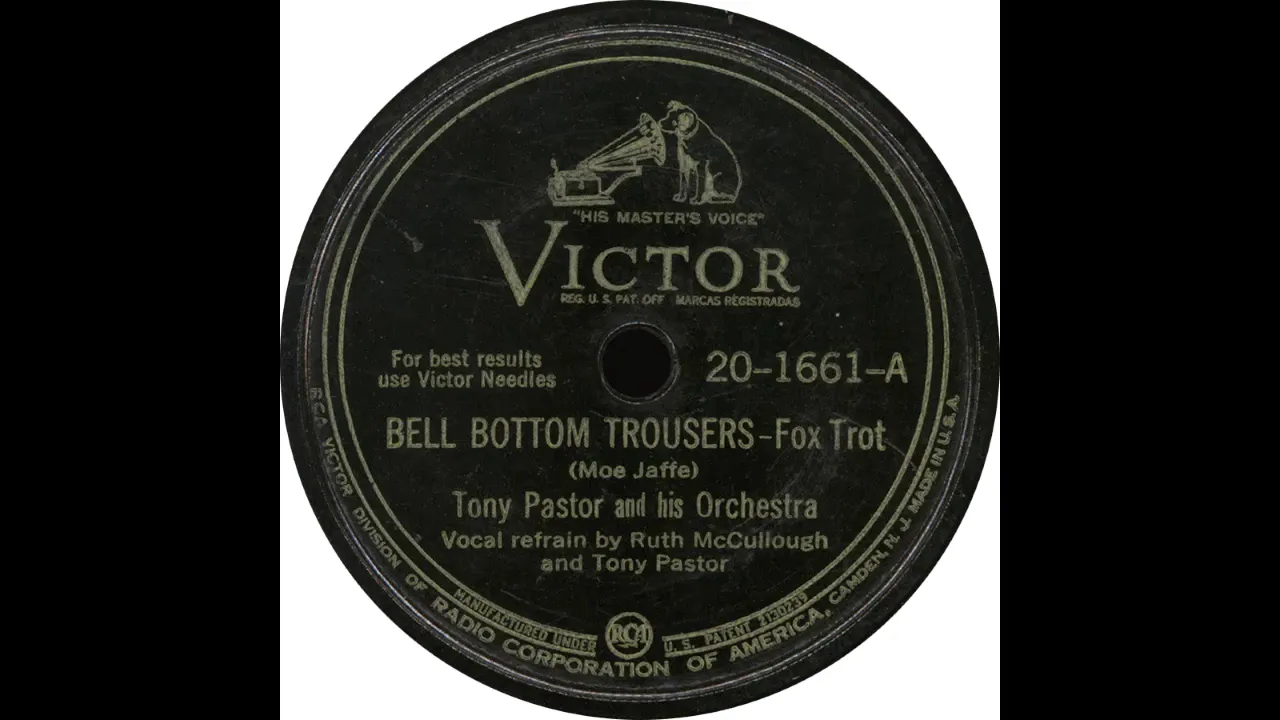 "HIS MASTER'S VOICE"
VICTOR
REG. U. S. PAT. OFF MARCAS REGISTRADAS
For best results
use Victor Needles
20-1661-A
BELL BOTTOM TROUSERS-Fox Trot
(Moe Jaffe)
Tony Pastor and his Orchestra
Vocal refrain by Ruth McCullough
and Tony Pastor
MANUFACTURED UNDER RCA U. S. PATENT 2130239
RCA VICTOR DIVISION OF RADIO CORPORATION OF AMERICA, CAMDEN, N. J. MADE IN U. S. A.